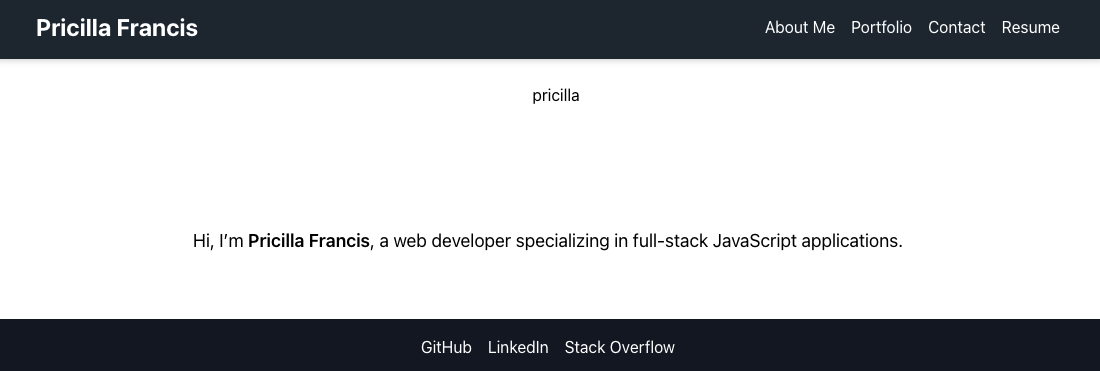 Pricilla Francis About Me Portfolio Contact Resume
pricilla
Hi, I’m Pricilla Francis, a web developer specializing in full-stack JavaScript applications.
GitHub LinkedIn Stack Overflow